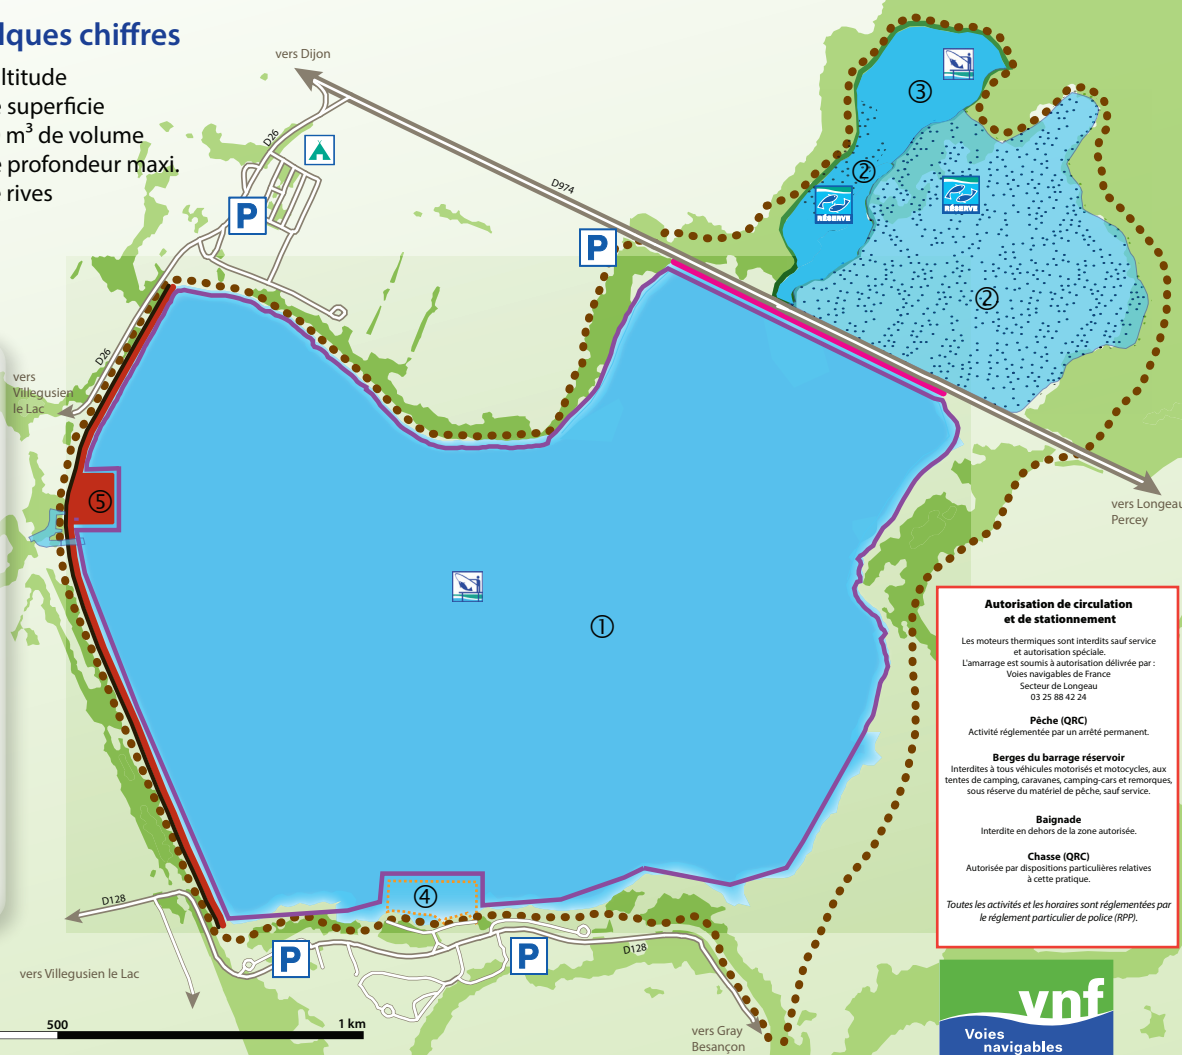 lques chiffres
ltitude
e superficie
m³ de volume
e profondeur maxi.
e rives
vers Dijon
D26
D974
P
P
③
②
RÉSERVE
RÉSERVE
②
D26
vers
Villegusien
le Lac
⑤
①
vers Longeau
Percey
Autorisation de circulation
et de stationnement
Les moteurs thermiques sont interdits sauf service
et autorisation spéciale.
L'amarrage est soumis à autorisation délivrée par :
Voies navigables de France
Secteur de Longeau
03 25 88 42 24
Pêche (QRC)
Activité réglementée par un arrêté permanent.
Berges du barrage réservoir
Interdites à tous véhicules motorisés et motocycles, aux
tentes de camping, caravanes, camping-cars et remorques,
sous réserve du matériel de pêche, sauf service.
Baignade
Interdite en dehors de la zone autorisée.
Chasse (QRC)
Autorisée par dispositions particulières relatives
à cette pratique.
Toutes les activités et les horaires sont réglementées par
le réglement particulier de police (RPP).
④
D128
P
P
D128
vers Villegusien le Lac
vers Gray
Besançon
500
1 km
vnf
Voies
navigables